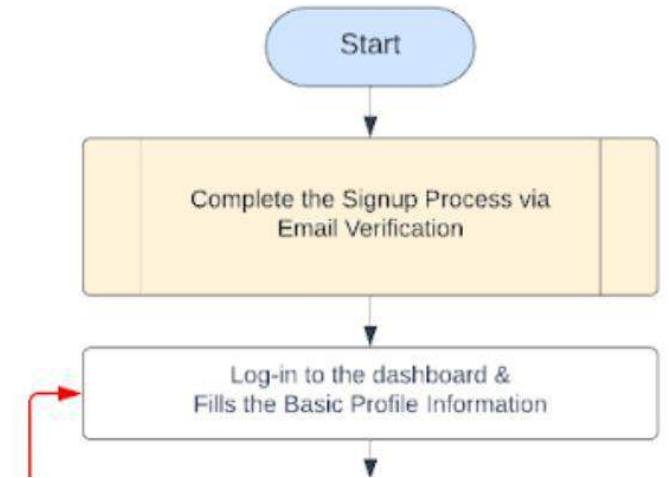 Start
Complete the Signup Process via
Email Verification
Log-in to the dashboard &
Fills the Basic Profile Information